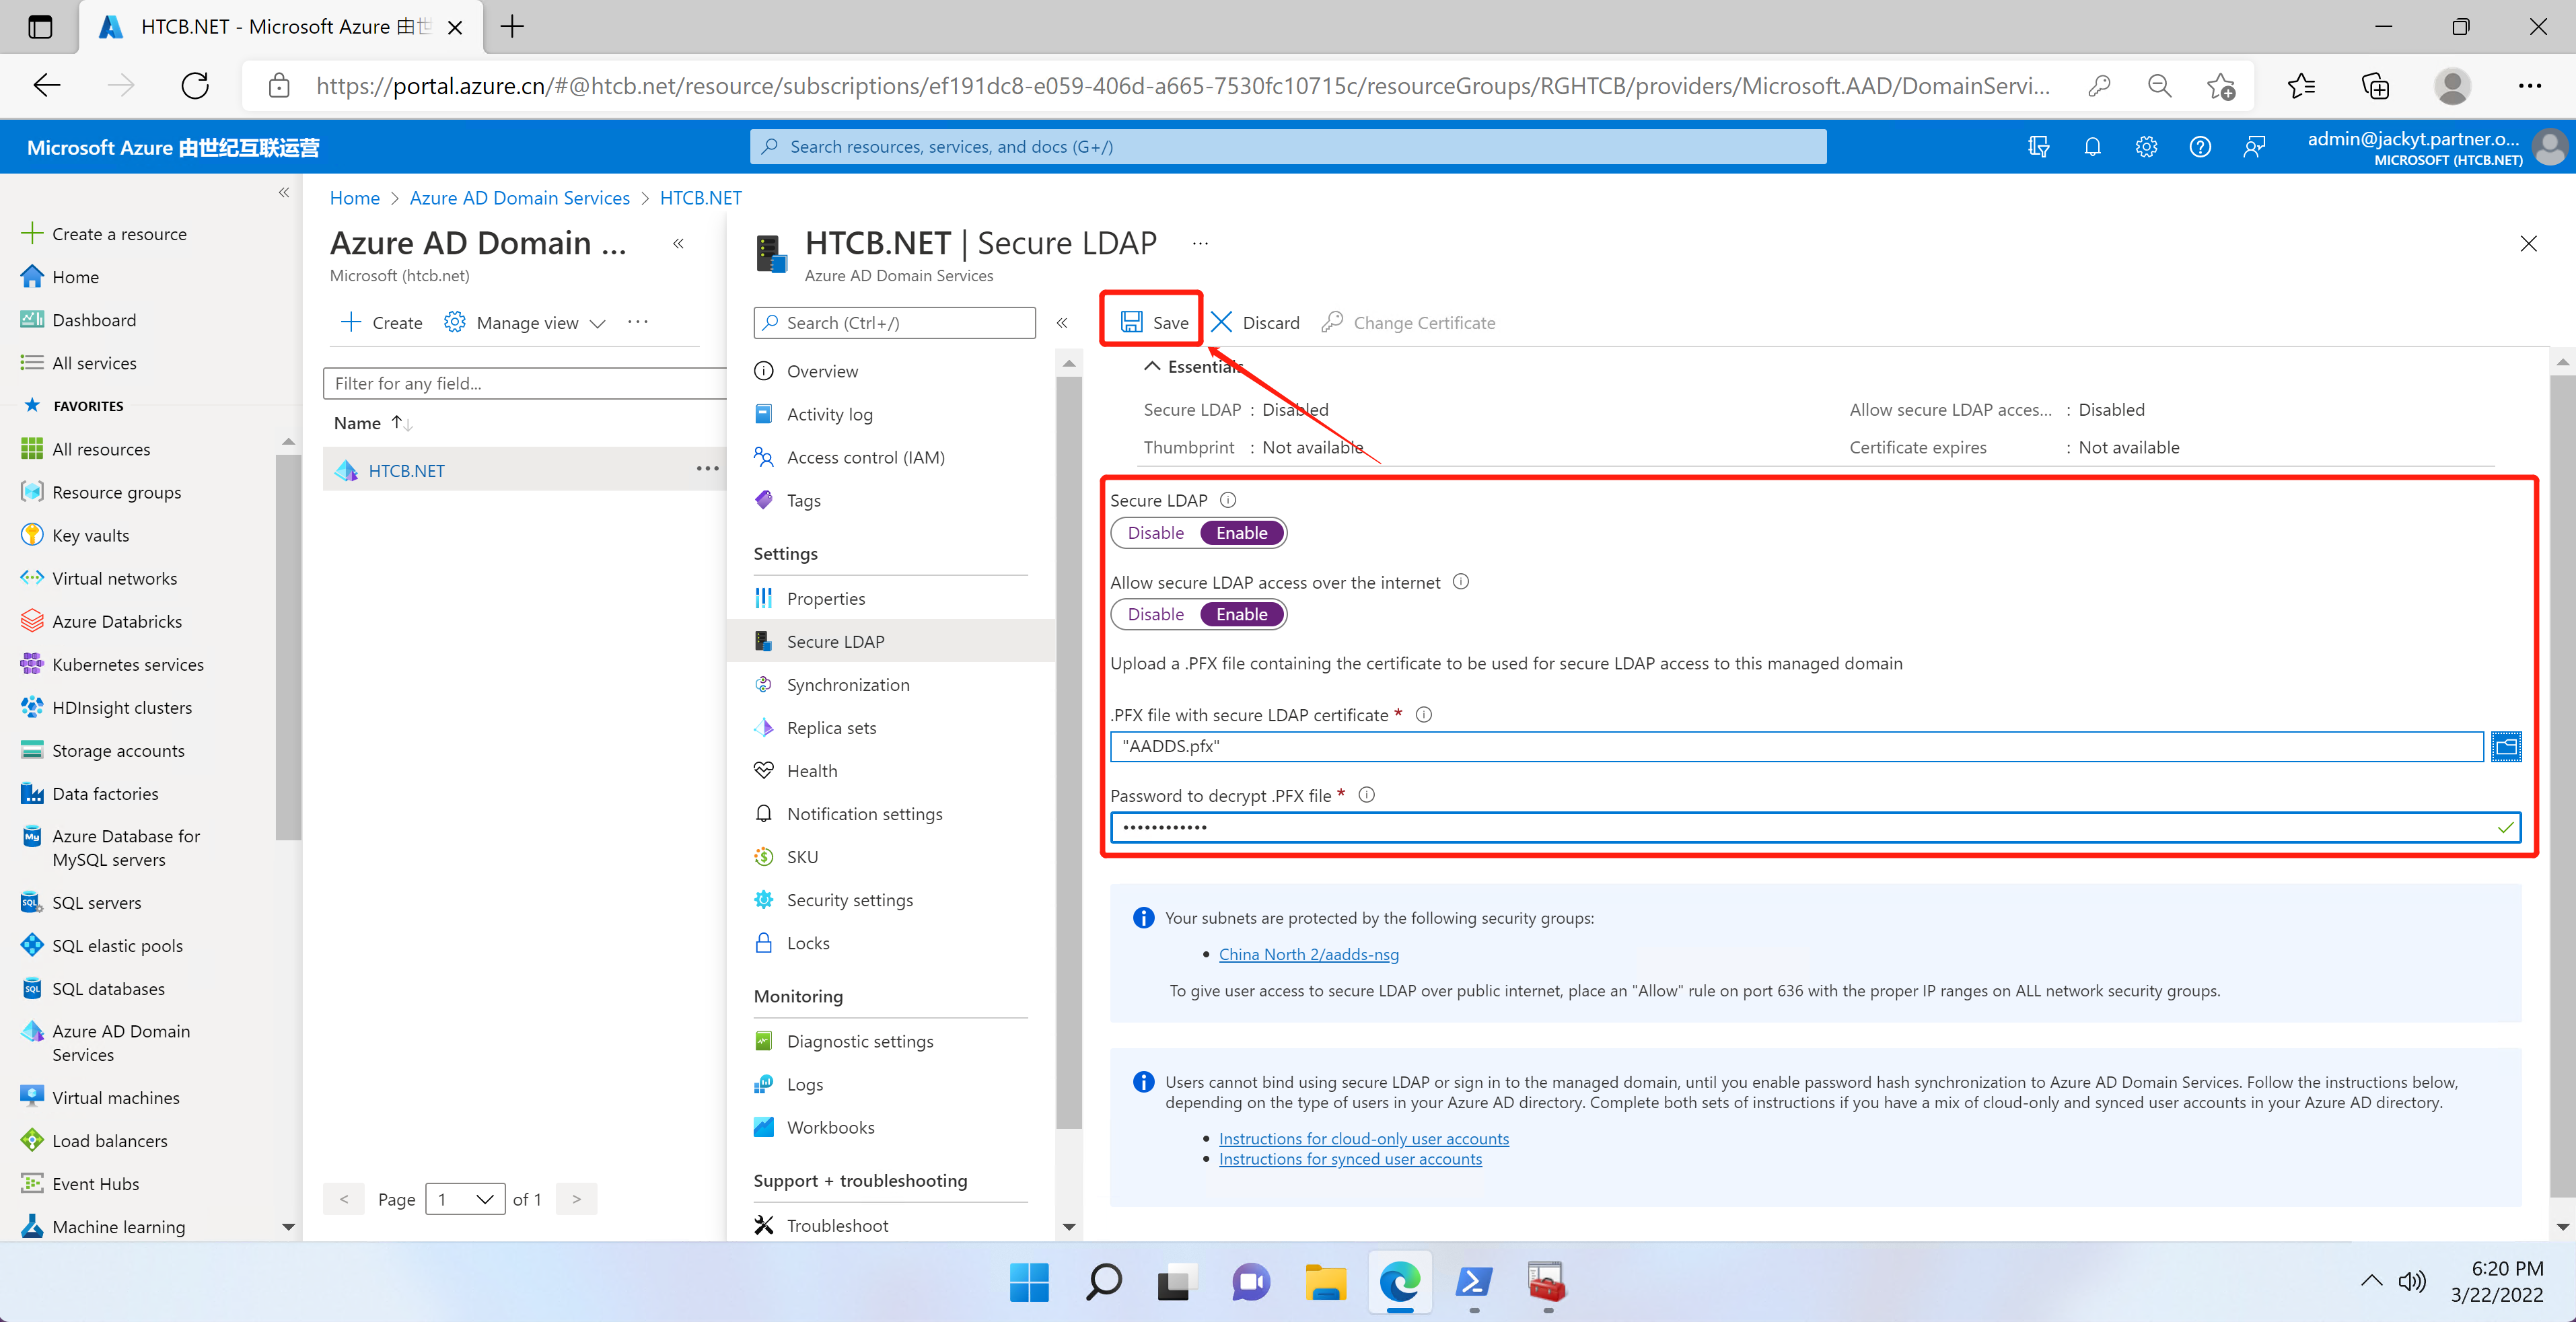 HTCB.NET - Microsoft Azure 由世
https://portal.azure.cn/#@htcb.net/resource/subscriptions/ef191dc8-e059-406d-a665-7530fc10715c/resourceGroups/RGHTCB/providers/Microsoft.AAD/DomainServi...
Microsoft Azure 由世纪互联运营
Search resources, services, and docs (G+/)
admin@jackyt.partner.o...
MICROSOFT (HTCB.NET)
Create a resource
Home
Dashboard
All services
FAVORITES
All resources
Resource groups
Key vaults
Virtual networks
Azure Databricks
Kubernetes services
HDInsight clusters
Storage accounts
Data factories
Azure Database for
MySQL servers
SQL servers
SQL elastic pools
SQL databases
Azure AD Domain
Services
Virtual machines
Load balancers
Event Hubs
Machine learning
Home > Azure AD Domain Services > HTCB.NET
Azure AD Domain ...
Microsoft (htcb.net)
Create
Manage view
Filter for any field...
Name
HTCB.NET
< Page 1 of 1 >
HTCB.NET | Secure LDAP
Azure AD Domain Services
Search (Ctrl+/)
Overview
Activity log
Access control (IAM)
Tags
Settings
Properties
Secure LDAP
Synchronization
Replica sets
Health
Notification settings
SKU
Security settings
Locks
Monitoring
Diagnostic settings
Logs
Workbooks
Support + troubleshooting
Troubleshoot
Save
Discard
Change Certificate
Essentials
Secure LDAP : Disabled
Allow secure LDAP acces... : Disabled
Thumbprint : Not available
Certificate expires : Not available
Secure LDAP
Disable Enable
Allow secure LDAP access over the internet
Disable Enable
Upload a .PFX file containing the certificate to be used for secure LDAP access to this managed domain
.PFX file with secure LDAP certificate *
"AADDS.pfx"
Password to decrypt .PFX file *
••••••••••••
Your subnets are protected by the following security groups:
• China North 2/aadds-nsg
To give user access to secure LDAP over public internet, place an "Allow" rule on port 636 with the proper IP ranges on ALL network security groups.
Users cannot bind using secure LDAP or sign in to the managed domain, until you enable password hash synchronization to Azure AD Domain Services. Follow the instructions below,
depending on the type of users in your Azure AD directory. Complete both sets of instructions if you have a mix of cloud-only and synced user accounts in your Azure AD directory.
• Instructions for cloud-only user accounts
• Instructions for synced user accounts
6:20 PM
3/22/2022